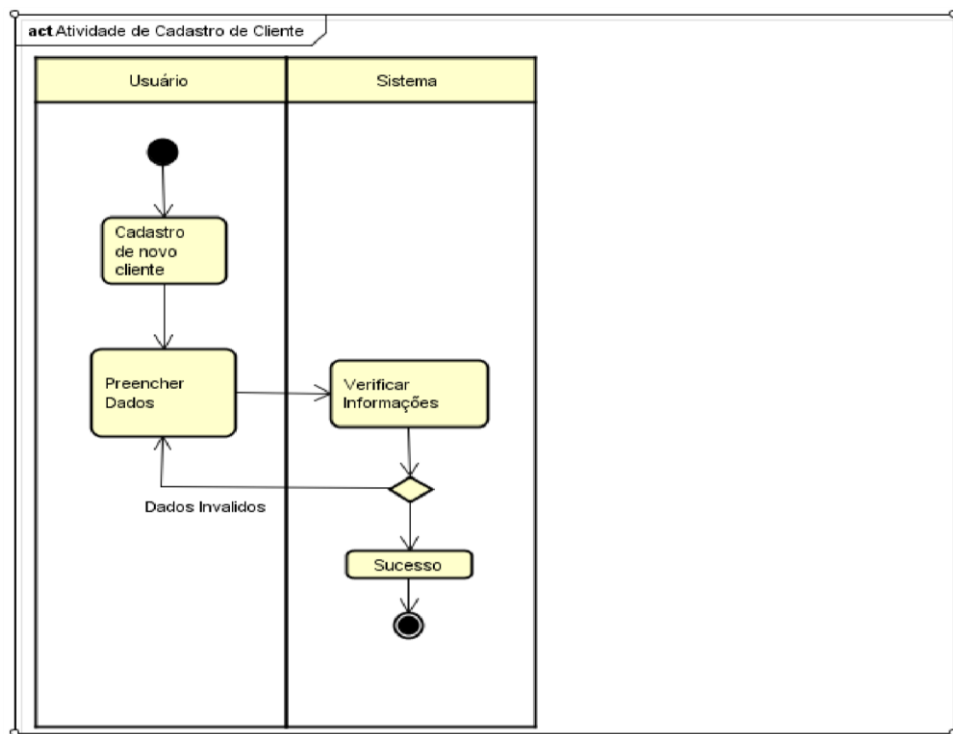 act Atividade de Cadastro de Cliente
Usuário
Sistema
Cadastro
de novo
cliente
Preencher
Dados
Verificar
Informações
Dados Invalidos
Sucesso